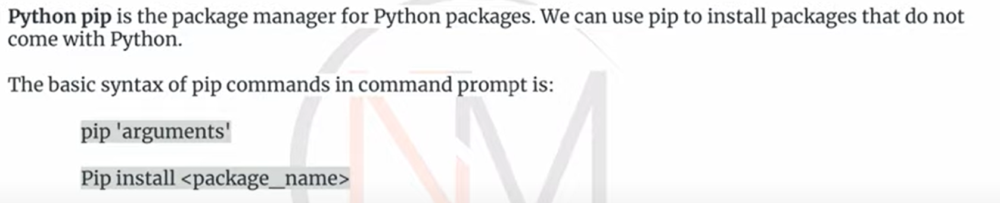 Python pip is the package manager for Python packages. We can use pip to install packages that do not
come with Python.
The basic syntax of pip commands in command prompt is:
pip 'arguments'
Pip install <package_name>
NM